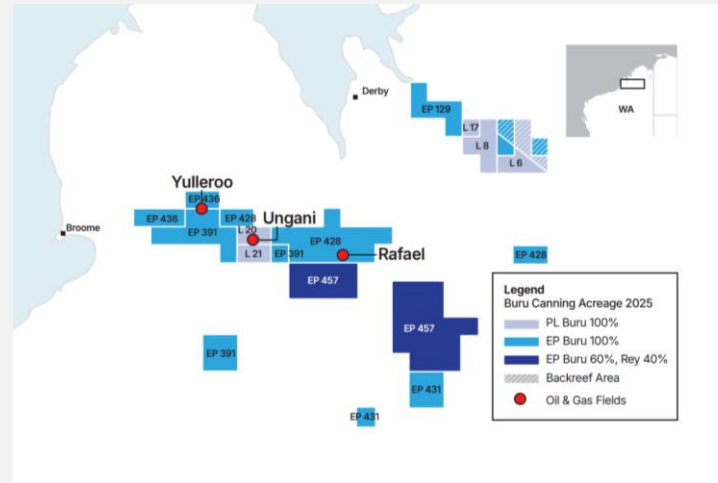 Derby
EP 129
L 17
L 8
L 6
WA
Yulleroo
EP 436
EP 436
EP 428
Ungani
L 20
EP 391
Broome
EP 428
L 21
EP 391
Rafael
EP 428
EP 457
EP 457
EP 391
EP 431
EP 431
Legend
Buru Canning Acreage 2025
PL Buru 100%
EP Buru 100%
EP Buru 60%, Rey 40%
Backreef Area
Oil & Gas Fields